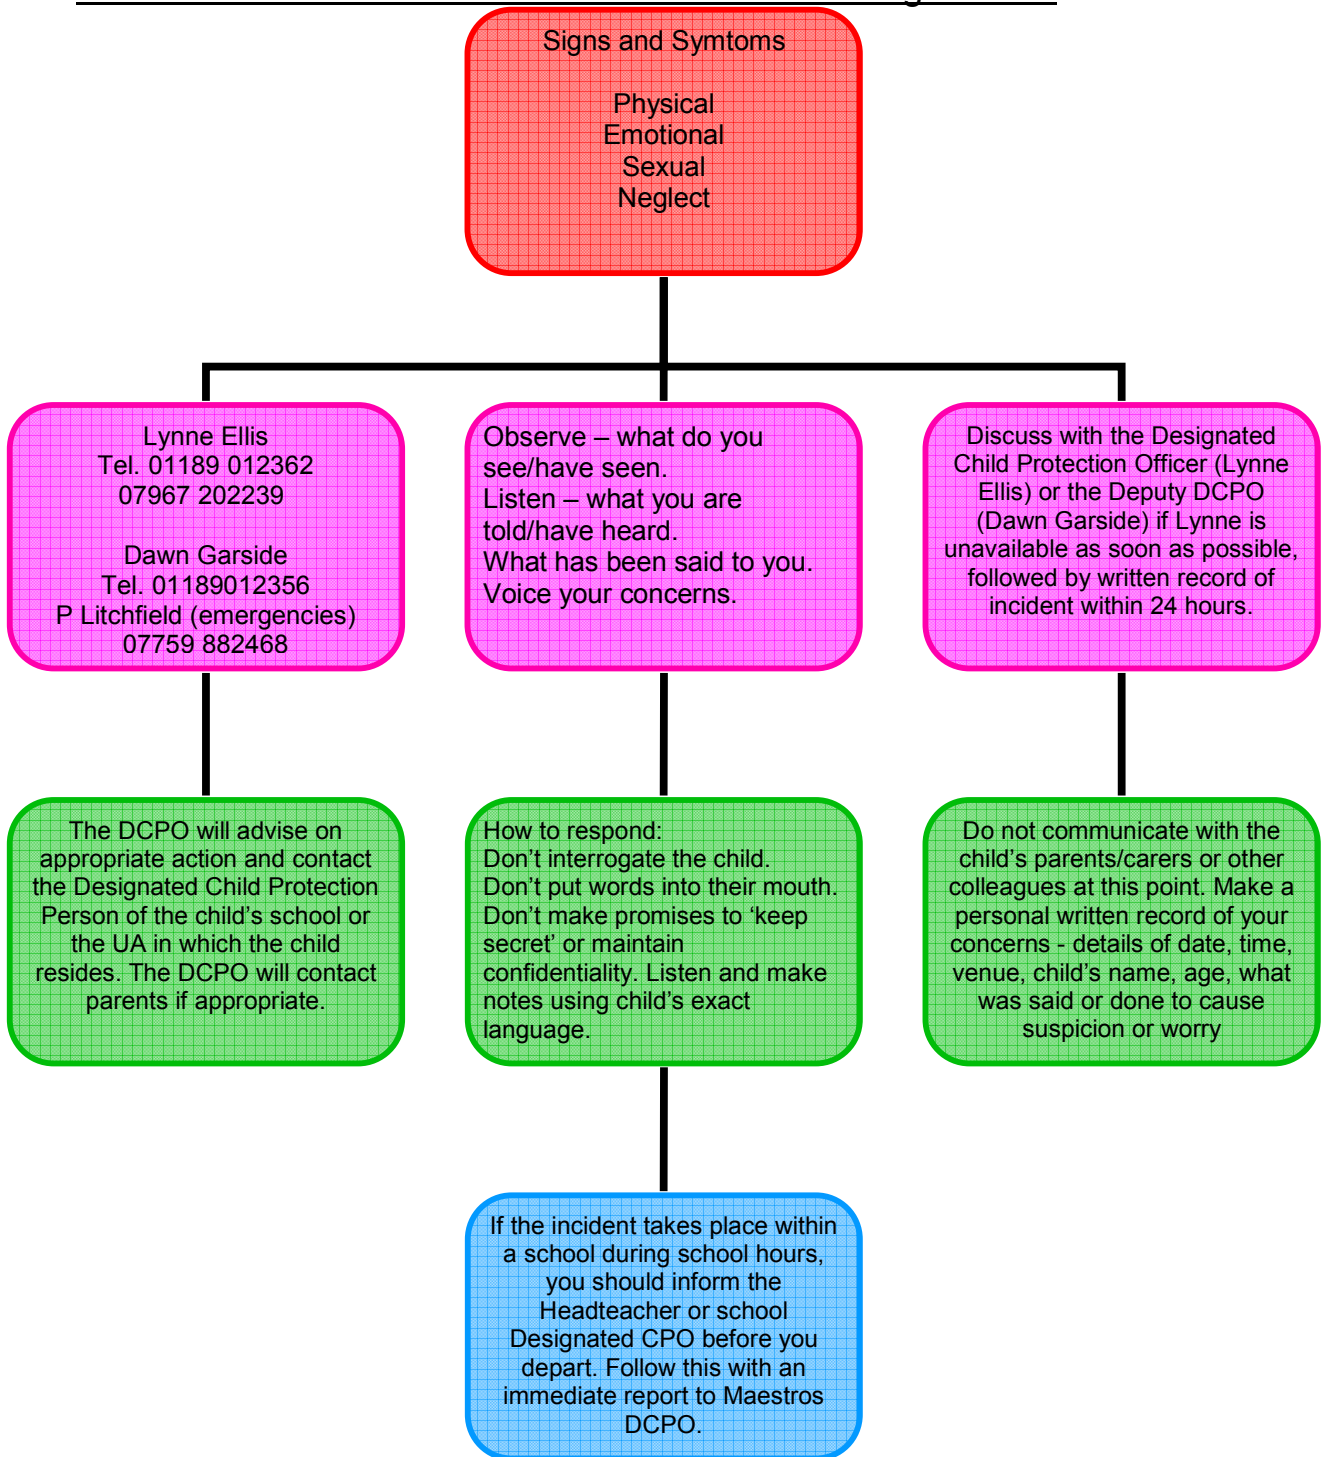 Signs and Symtoms
Physical
Emotional
Sexual
Neglect
Lynne Ellis
Tel. 01189 012362
07967 202239
Dawn Garside
Tel. 01189012356
P Litchfield (emergencies)
07759 882468
Observe – what do you
see/have seen.
Listen – what you are
told/have heard.
What has been said to you.
Voice your concerns.
Discuss with the Designated
Child Protection Officer (Lynne
Ellis) or the Deputy DCPO
(Dawn Garside) if Lynne is
unavailable as soon as possible,
followed by written record of
incident within 24 hours.
The DCPO will advise on
appropriate action and contact
the Designated Child Protection
Person of the child’s school or
the UA in which the child
resides. The DCPO will contact
parents if appropriate.
How to respond:
Don’t interrogate the child.
Don’t put words into their mouth.
Don’t make promises to ‘keep
secret’ or maintain
confidentiality. Listen and make
notes using child’s exact
language.
Do not communicate with the
child’s parents/carers or other
colleagues at this point. Make a
personal written record of your
concerns - details of date, time,
venue, child’s name, age, what
was said or done to cause
suspicion or worry
If the incident takes place within
a school during school hours,
you should inform the
Headteacher or school
Designated CPO before you
depart. Follow this with an
immediate report to Maestros
DCPO.